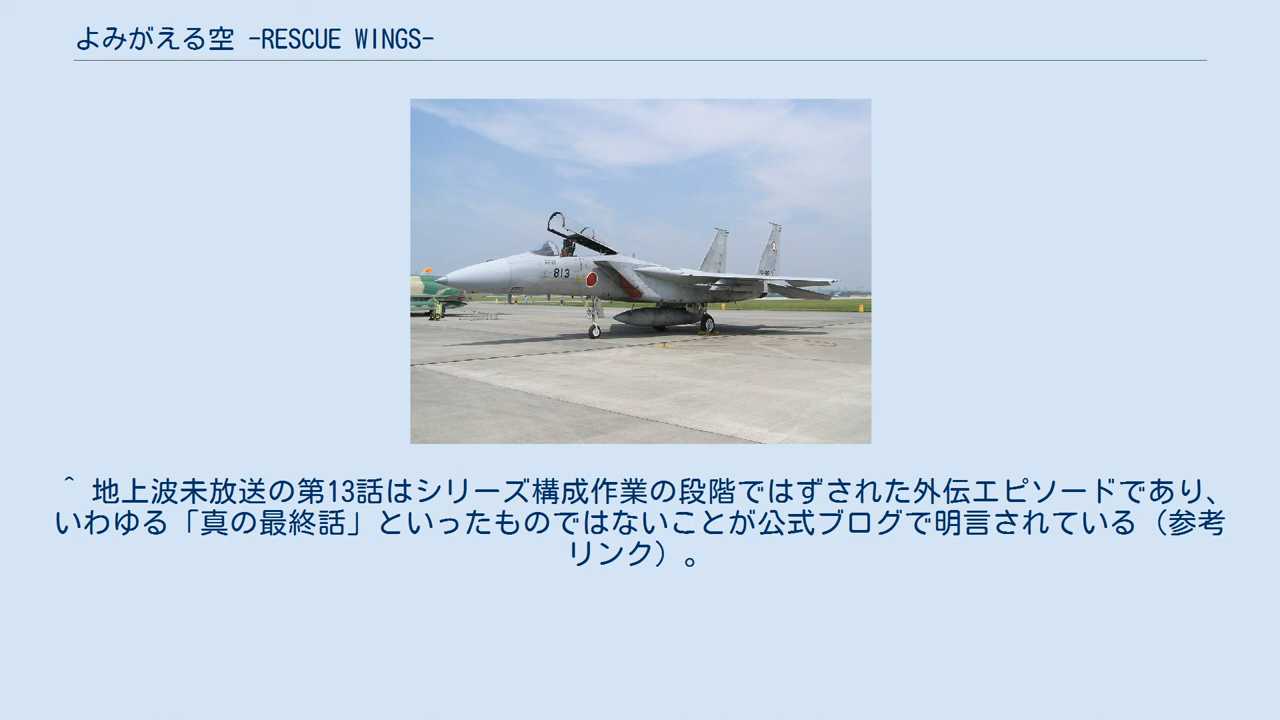 よみがえる空 -RESCUE WINGS-
813
^ 地上波未放送の第13話はシリーズ構成作業の段階ではずされた外伝エピソードであり、
いわゆる「真の最終話」といったものではないことが公式ブログで明言されている（参考
リンク）。